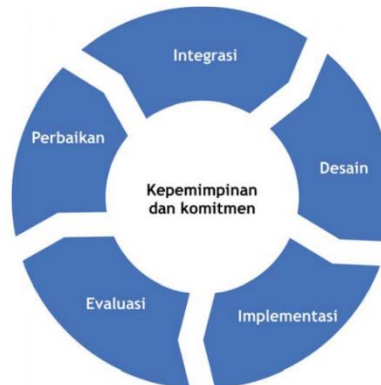 Integrasi
Desain
Implementasi
Evaluasi
Perbaikan
Kepemimpinan
dan komitmen